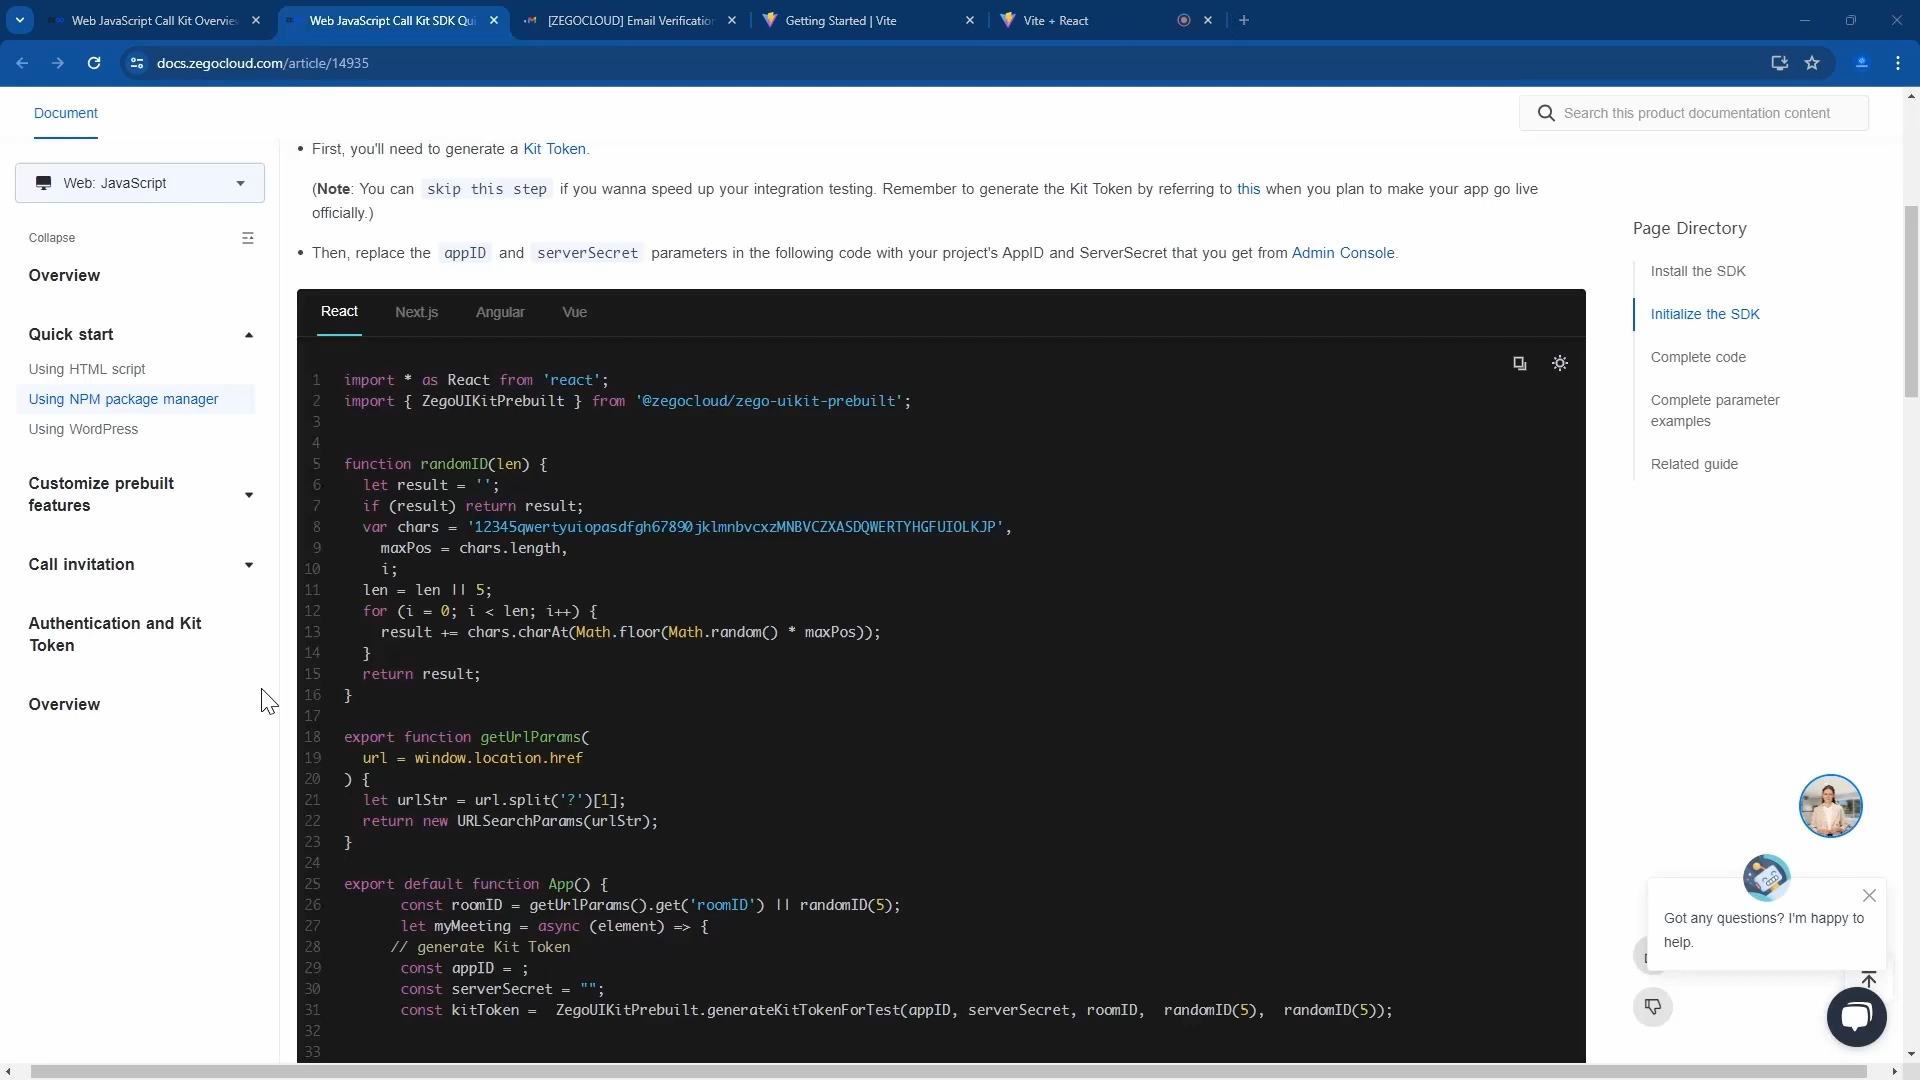 Web JavaScript Call Kit Overvie
Web JavaScript Call Kit SDK Qui
[ZEGOCLOUD] Email Verification
Getting Started | Vite
Vite + React
docs.zegocloud.com/article/14935
Document
Search this product documentation content
Web: JavaScript
Collapse
Overview
Quick start
Using HTML script
Using NPM package manager
Using WordPress
Customize prebuilt
features
Call invitation
Authentication and Kit
Token
Overview
• First, you'll need to generate a Kit Token.
(Note: You can skip this step if you wanna speed up your integration testing. Remember to generate the Kit Token by referring to this when you plan to make your app go live
officially.)
• Then, replace the appID and serverSecret parameters in the following code with your project's AppID and ServerSecret that you get from Admin Console.
React Next.js Angular Vue
1 import * as React from 'react';
2 import { ZegoUIKitPrebuilt } from '@zegocloud/zego-uikit-prebuilt';
3
4
5 function randomID(len) {
6 let result = '';
7 if (result) return result;
8 var chars = '12345qwertyuiopasdfgh67890jklmnbvcxzMNBVCZXASDQWERTYHGFUIOLKJP',
9 maxPos = chars.length,
10 i;
11 len = len || 5;
12 for (i = 0; i < len; i++) {
13 result += chars.charAt(Math.floor(Math.random() * maxPos));
14 }
15 return result;
16 }
17
18 export function getUrlParams(
19 url = window.location.href
20 ) {
21 let urlStr = url.split('?')[1];
22 return new URLSearchParams(urlStr);
23 }
24
25 export default function App() {
26 const roomID = getUrlParams().get('roomID') || randomID(5);
27 let myMeeting = async (element) => {
28 // generate Kit Token
29 const appID = ;
30 const serverSecret = "";
31 const kitToken = ZegoUIKitPrebuilt.generateKitTokenForTest(appID, serverSecret, roomID, randomID(5), randomID(5));
32
33
Page Directory
Install the SDK
Initialize the SDK
Complete code
Complete parameter
examples
Related guide
Got any questions? I'm happy to
help.